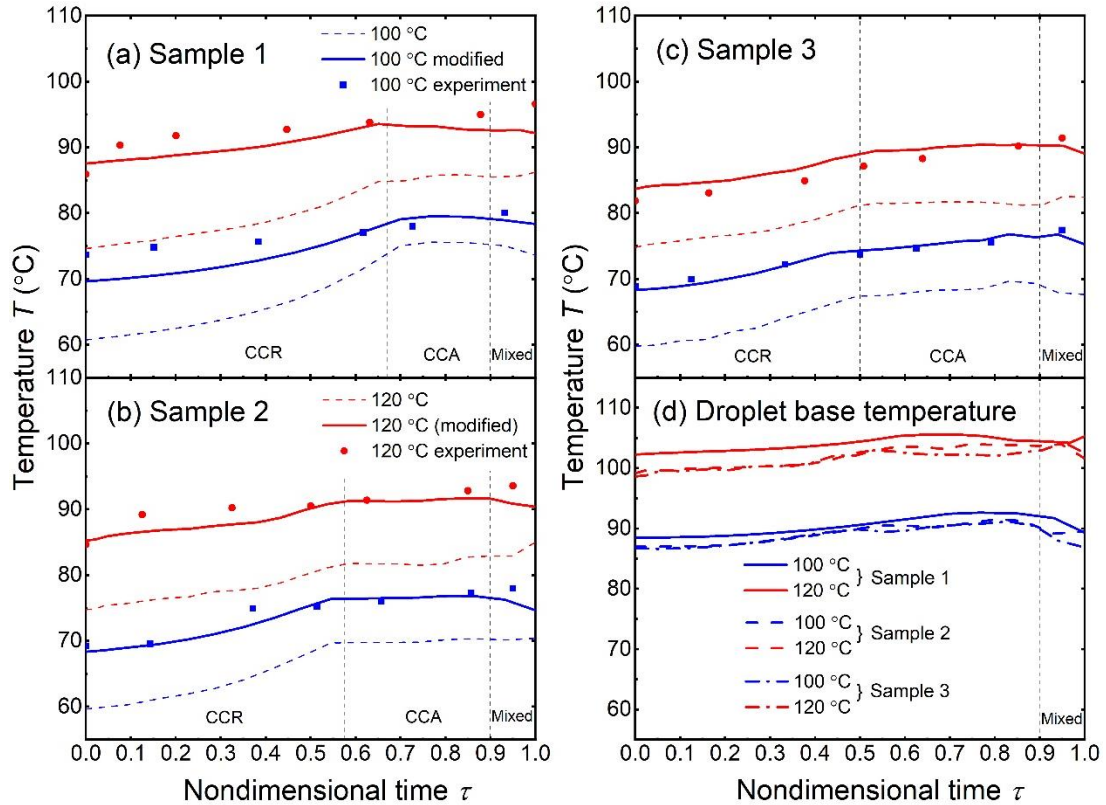 (a) Sample 1
100 °C
100 °C modified
100 °C experiment
110
100
90
80
70
60
CCR
CCA
Mixed
Temperature T (°C)
(b) Sample 2
120 °C
120 °C (modified)
120 °C experiment
110
100
90
80
70
60
CCR
CCA
Mixed
0.0 0.1 0.2 0.3 0.4 0.5 0.6 0.7 0.8 0.9 1.0
Nondimensional time τ
(c) Sample 3
110
100
90
80
70
60
CCR
CCA
Mixed
Temperature T (°C)
(d) Droplet base temperature
110
100
90
80
70
60
100 °C
120 °C
} Sample 1
100 °C
120 °C
} Sample 2
100 °C
120 °C
} Sample 3
Mixed
0.0 0.1 0.2 0.3 0.4 0.5 0.6 0.7 0.8 0.9 1.0
Nondimensional time τ